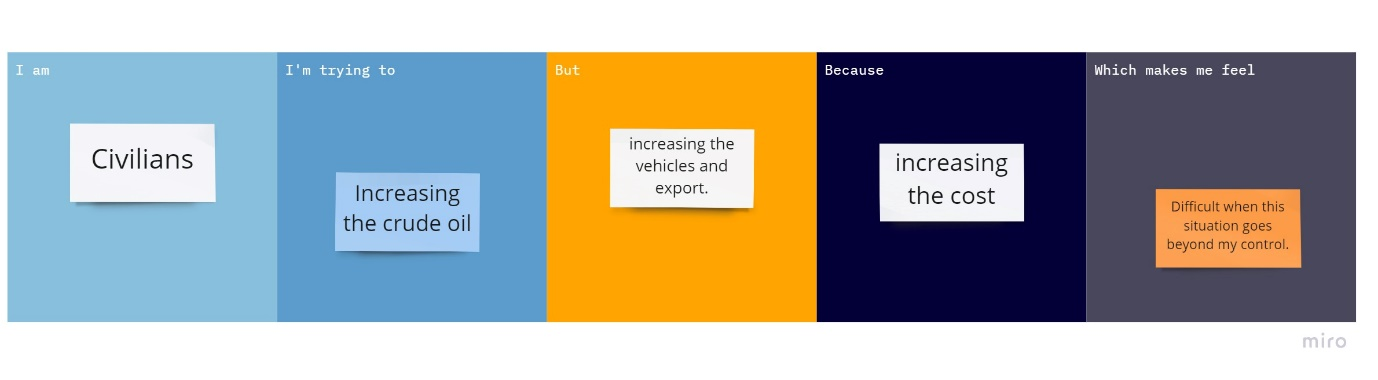 I am
I'm trying to
But
Because
Which makes me feel
Civilians
Increasing
the crude oil
increasing the
vehicles and
export.
increasing
the cost
Difficult when this
situation goes
beyond my control.
miro